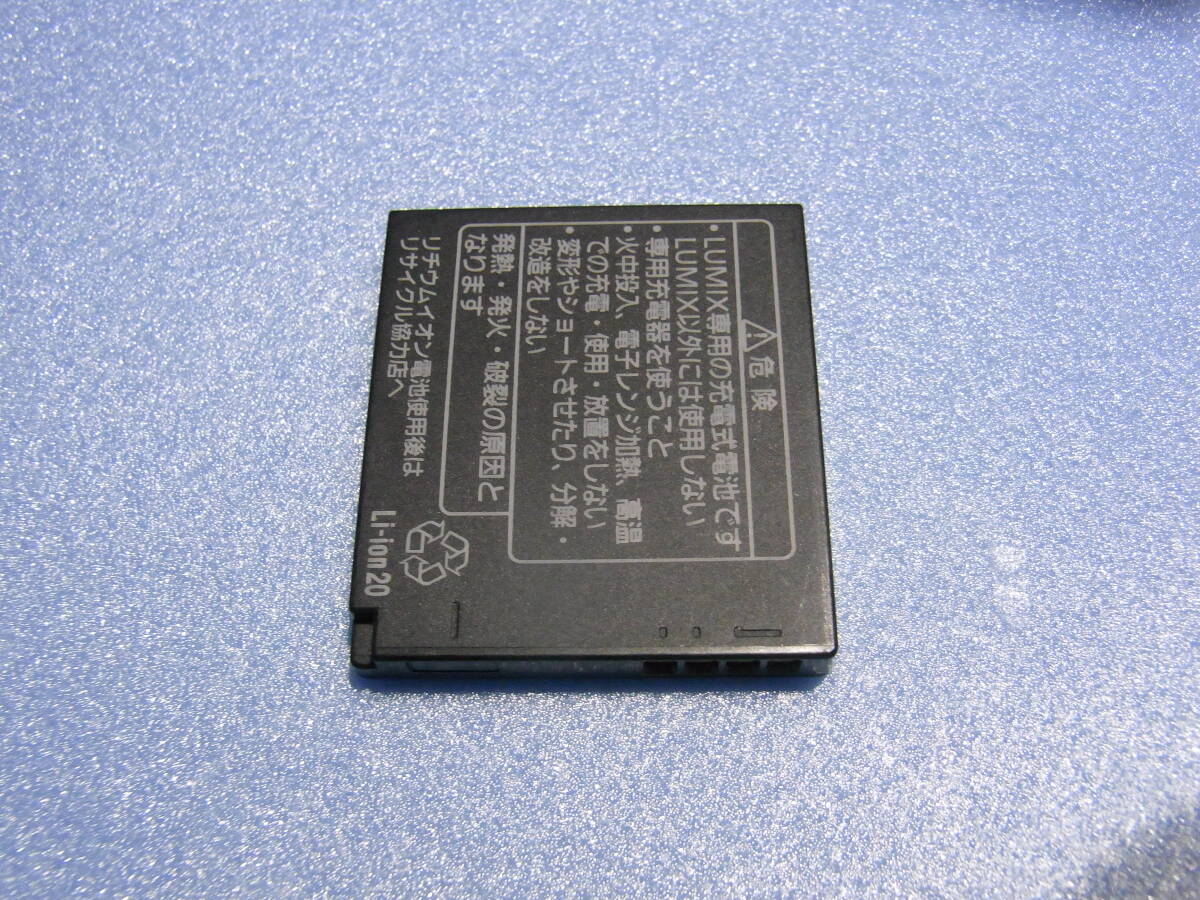 ⚠危険
・LUMIX専用の充電式電池です
LUMIX以外には使用しない
・専用充電器を使うこと
・火中投入、電子レンジ加熱、高温
での充電・使用・放置をしない
・変形やショートさせたり、分解・
改造をしない
発熱・発火・破裂の原因と
なります
リチウムイオン電池使用後は
リサイクル協力店へ
Li-ion 20